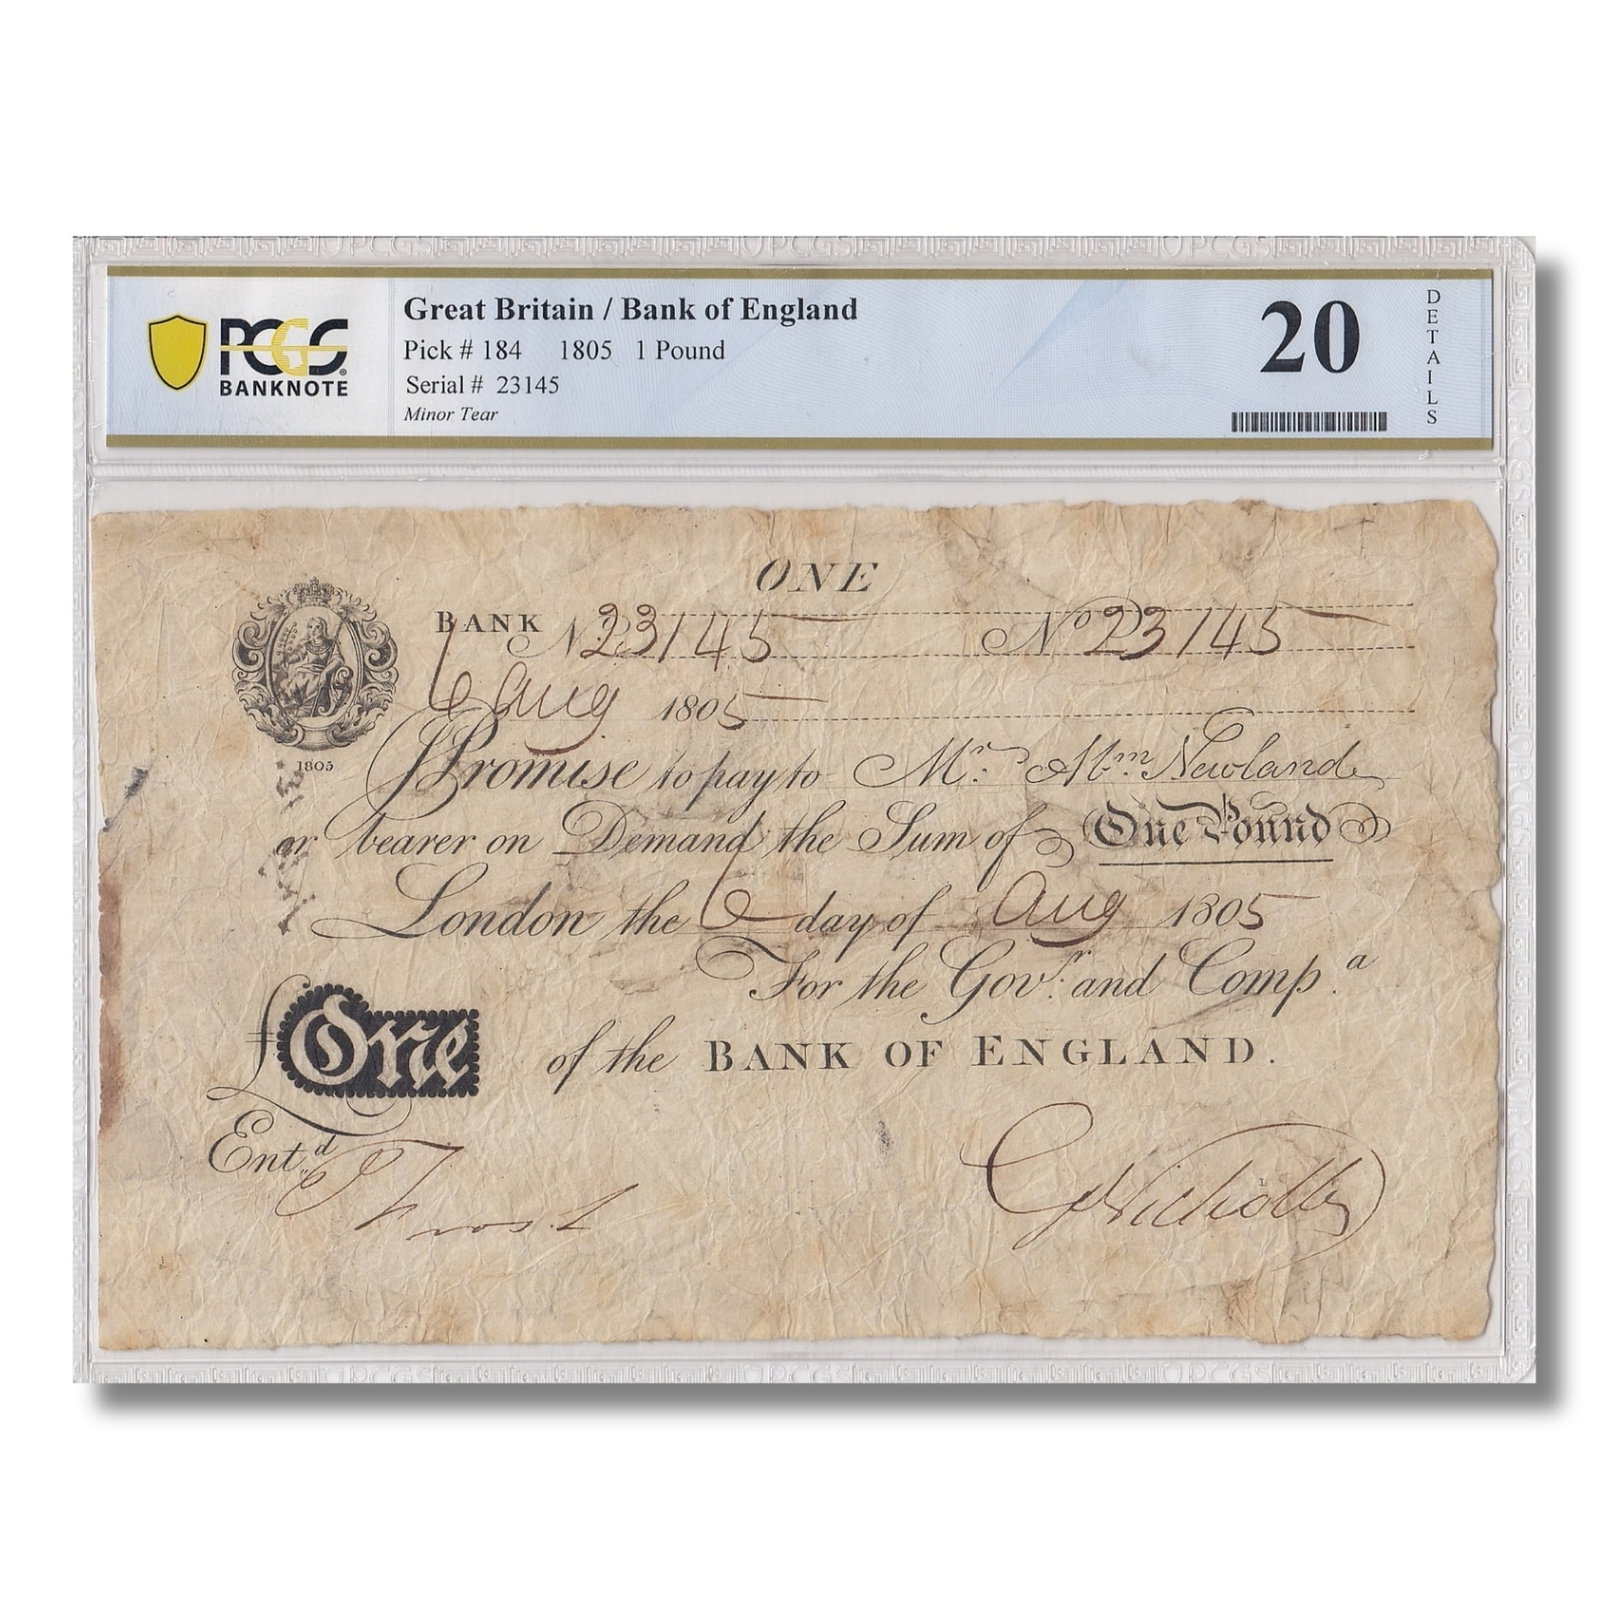 PCGS
BANKNOTE
Great Britain / Bank of England
Pick # 184 1805 1 Pound
Serial # 23145
Minor Tear
20
DETAILS
ONE
BANK No 23145 No 23145
6 Aug 1805
1805
I Promise to pay to Mr. Abm Newland
or bearer on Demand the Sum of One Pound
London the 6 day of Aug 1805
For the Govr. and Compa.
of the BANK OF ENGLAND.
£ One
Entd